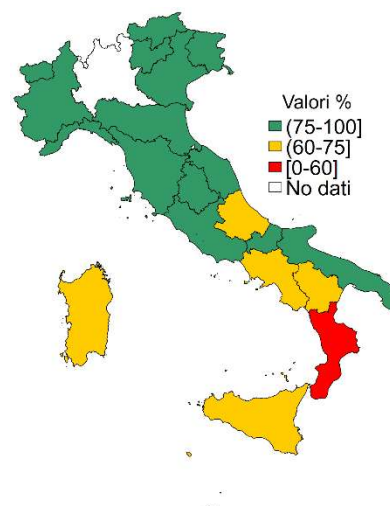 Valori %
(75-100]
(60-75]
[0-60]
No dati